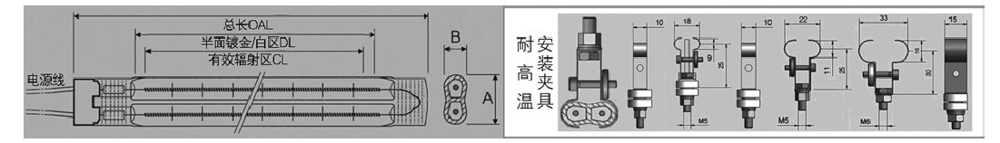 总长OAL
半面镀金/白区DL
有效辐射区CL
电源线
B
A
耐高温
安装夹具
10
18
9
25
M5
10
22
11
25
M5
33
16
30
M6
15